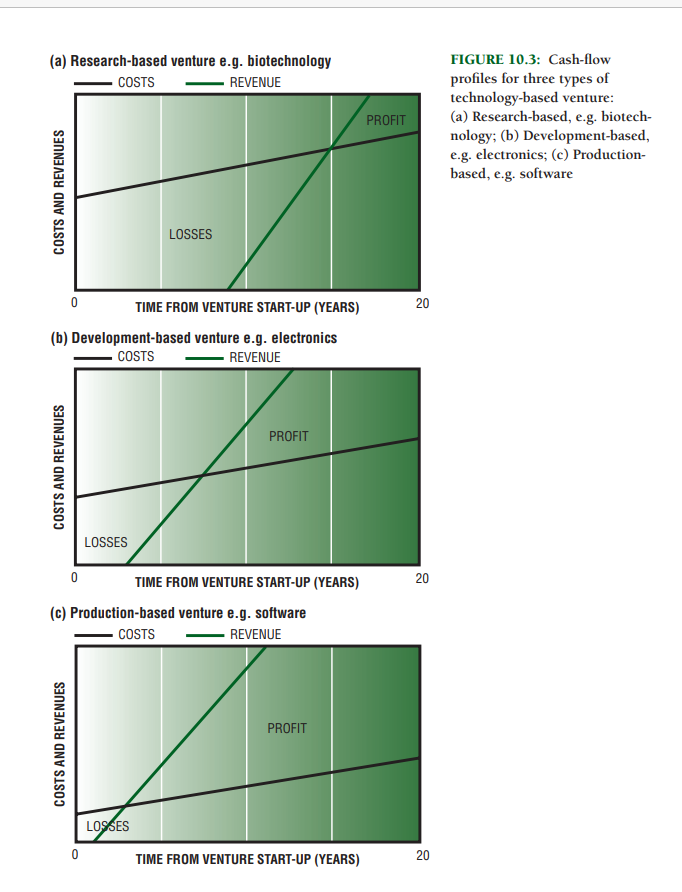 (a) Research-based venture e.g. biotechnology
COSTS REVENUE
PROFIT
LOSSES
COSTS AND REVENUES
0 TIME FROM VENTURE START-UP (YEARS) 20
(b) Development-based venture e.g. electronics
COSTS REVENUE
PROFIT
LOSSES
COSTS AND REVENUES
0 TIME FROM VENTURE START-UP (YEARS) 20
(c) Production-based venture e.g. software
COSTS REVENUE
PROFIT
LOSSES
COSTS AND REVENUES
0 TIME FROM VENTURE START-UP (YEARS) 20
FIGURE 10.3: Cash-flow
profiles for three types of
technology-based venture:
(a) Research-based, e.g. biotech-
nology; (b) Development-based,
e.g. electronics; (c) Production-
based, e.g. software